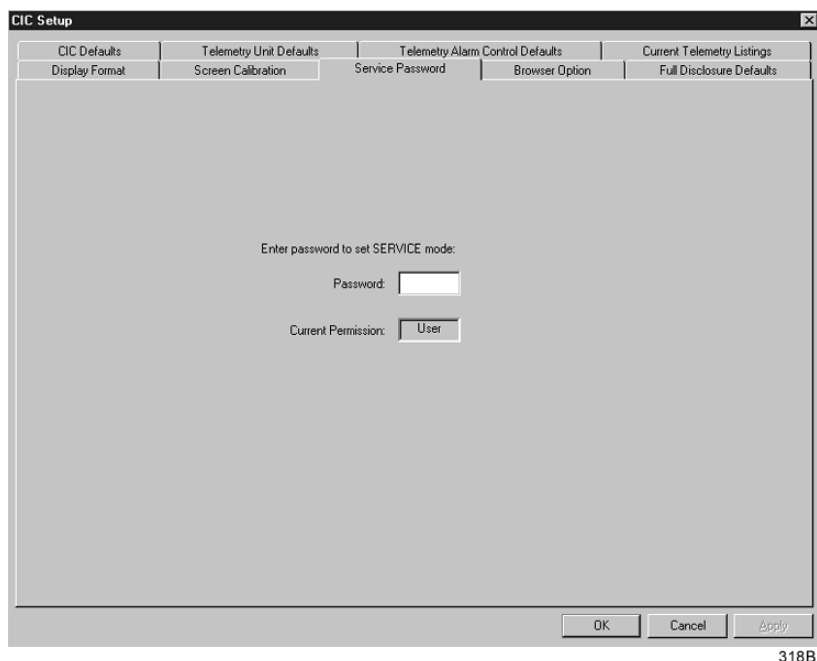 CIC Setup
CIC Defaults
Telemetry Unit Defaults
Telemetry Alarm Control Defaults
Current Telemetry Listings
Display Format
Screen Calibration
Service Password
Browser Option
Full Disclosure Defaults
Enter password to set SERVICE mode:
Password:
Current Permission: User
OK
Cancel
Apply
318B